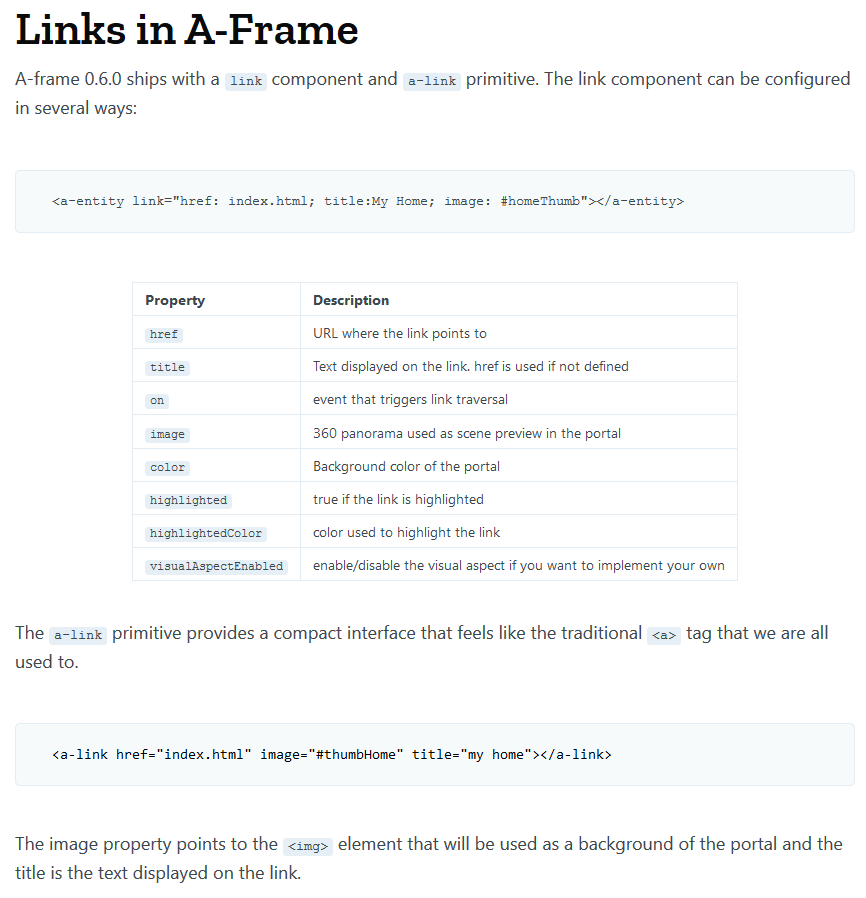 Links in A-Frame
A-frame 0.6.0 ships with a link component and a-link primitive. The link component can be configured
in several ways:
<a-entity link="href: index.html; title:My Home; image: #homeThumb"></a-entity>
Property Description
href URL where the link points to
title Text displayed on the link. href is used if not defined
on event that triggers link traversal
image 360 panorama used as scene preview in the portal
color Background color of the portal
highlighted true if the link is highlighted
highlightedColor color used to highlight the link
visualAspectEnabled enable/disable the visual aspect if you want to implement your own
The a-link primitive provides a compact interface that feels like the traditional <a> tag that we are all
used to.
<a-link href="index.html" image="#thumbHome" title="my home"></a-link>
The image property points to the <img> element that will be used as a background of the portal and the
title is the text displayed on the link.